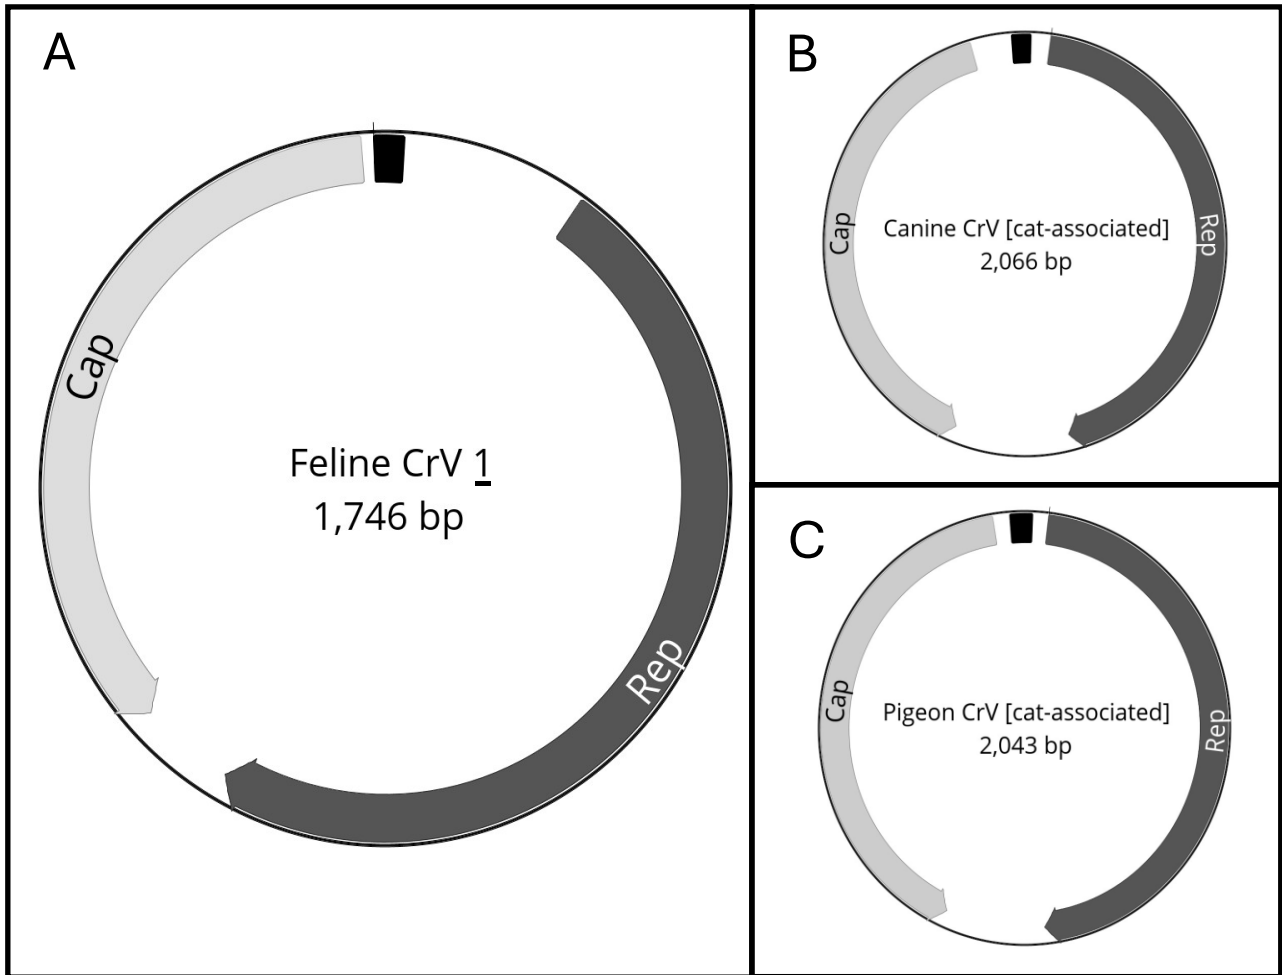 A
Cap
Rep
Feline CrV 1
1,746 bp
B
Cap
Rep
Canine CrV [cat-associated]
2,066 bp
C
Cap
Rep
Pigeon CrV [cat-associated]
2,043 bp